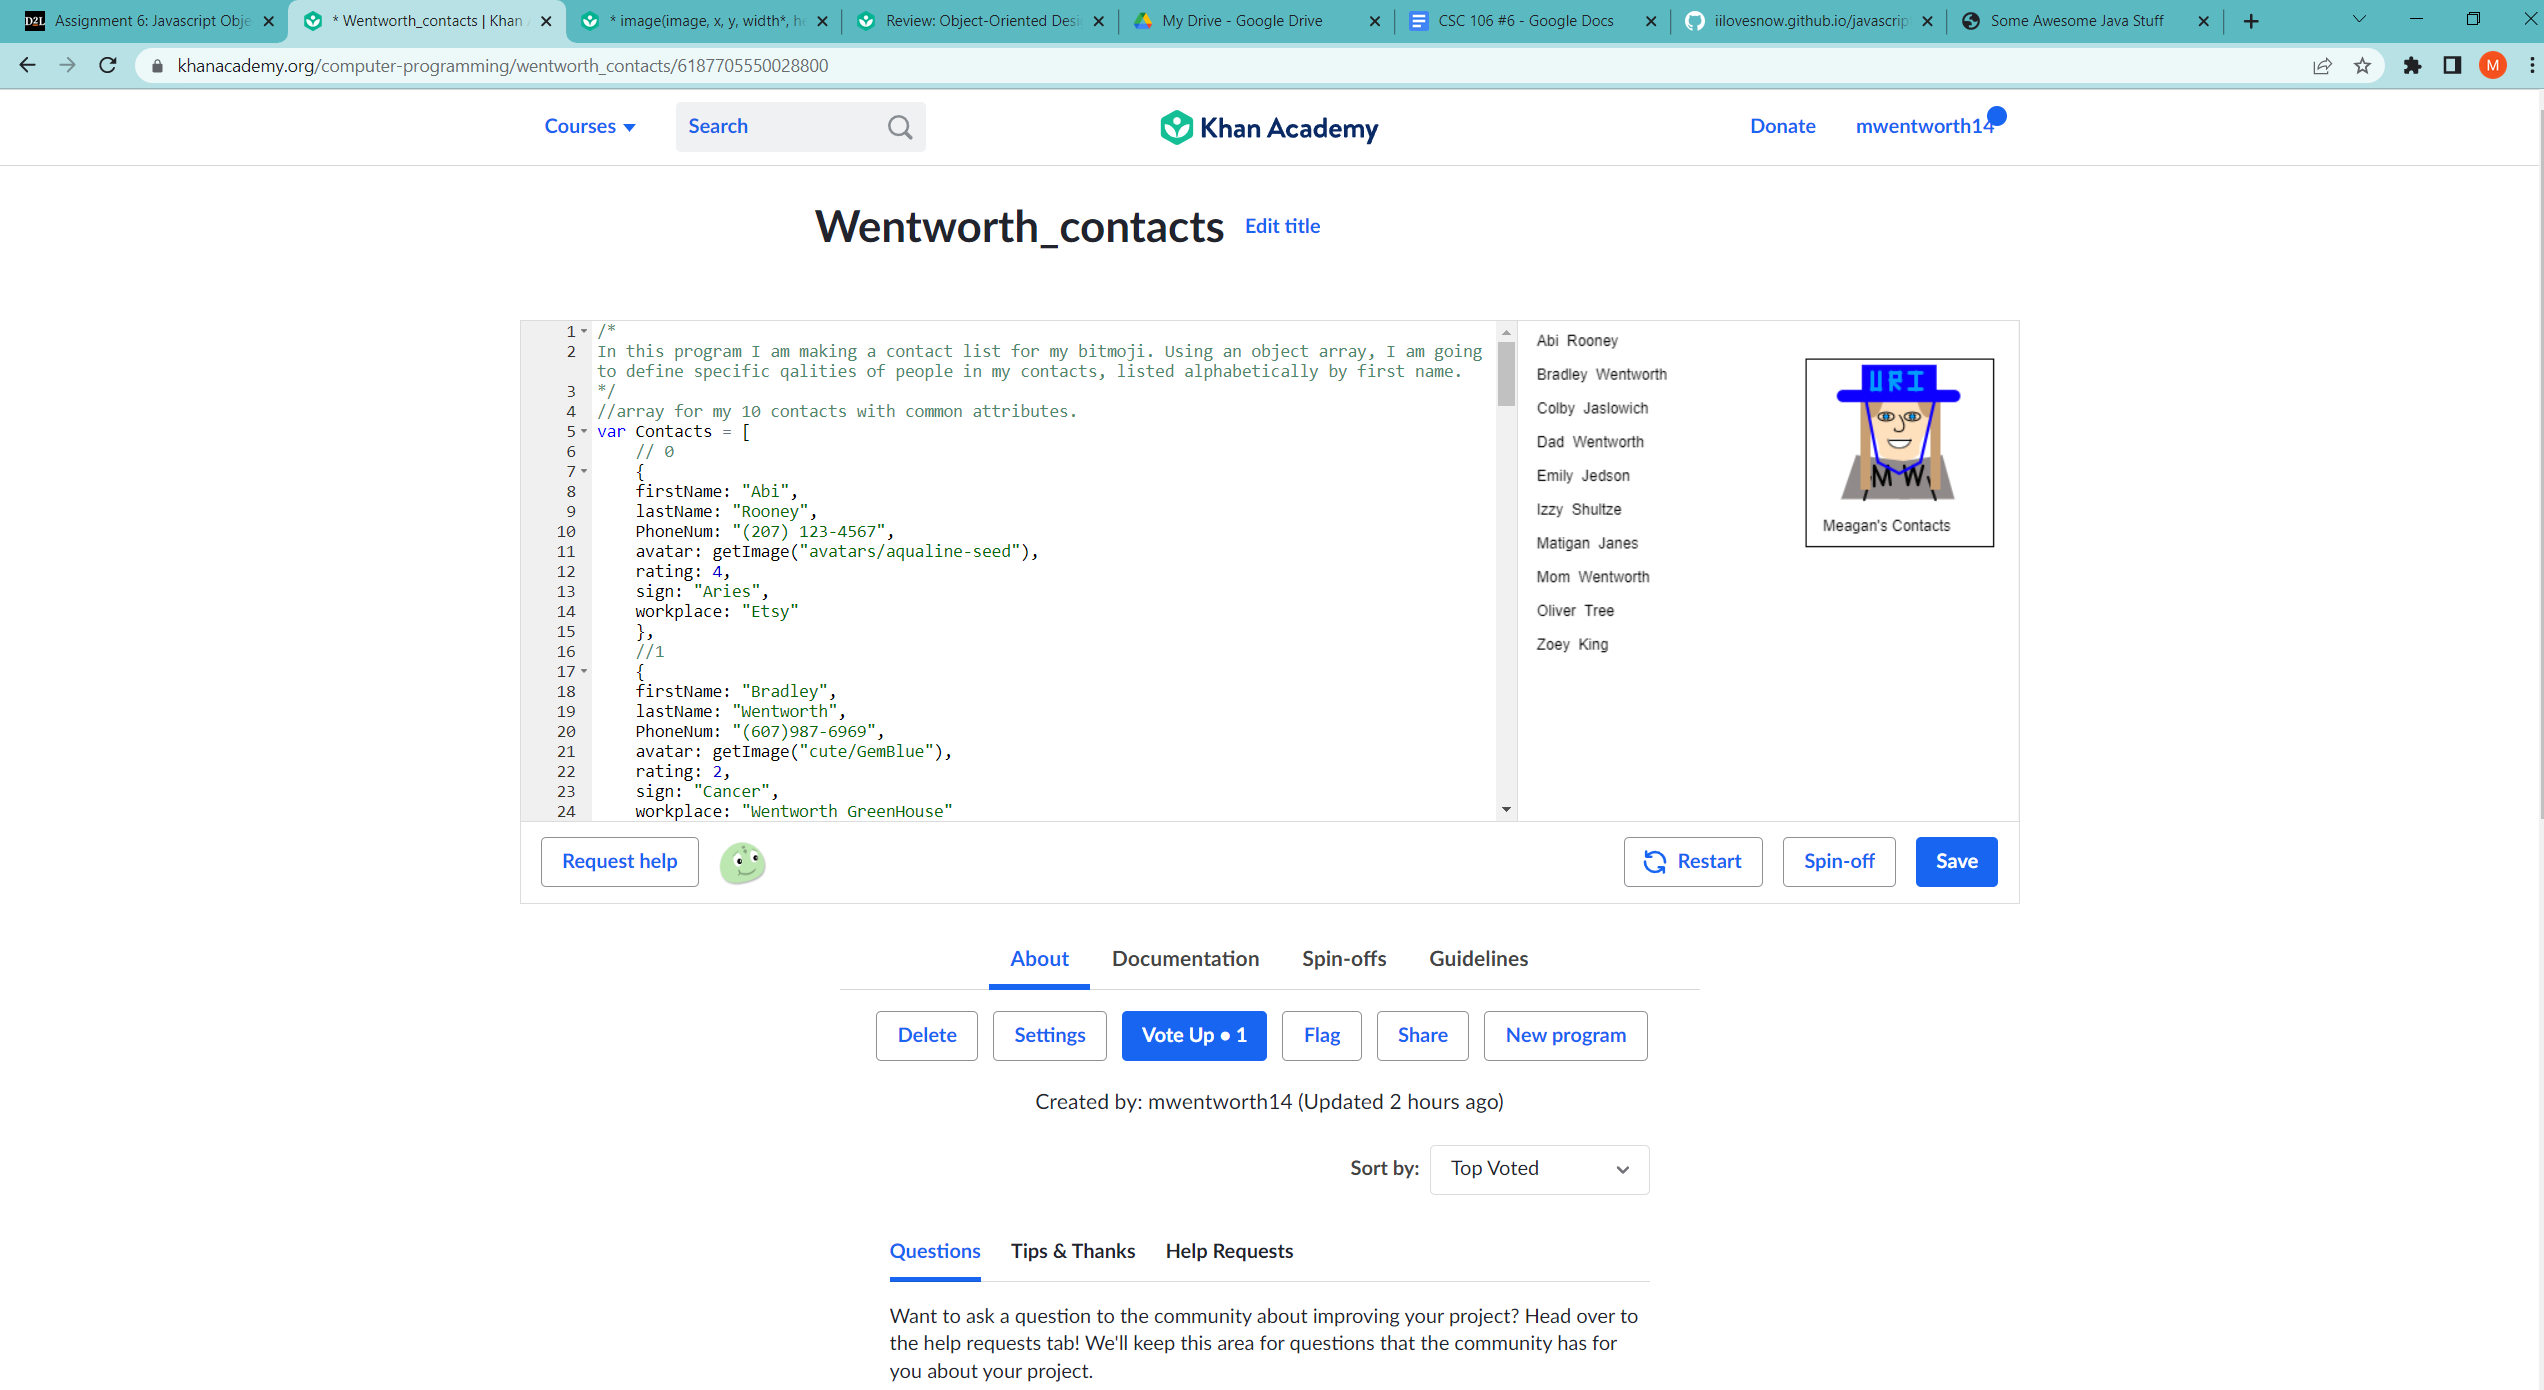 D2L Assignment 6: Javascript Obje
* Wentworth_contacts | Khan
* image(image, x, y, width*, he
Review: Object-Oriented Desi
My Drive - Google Drive
CSC 106 #6 - Google Docs
iilovesnow.github.io/javascrip
Some Awesome Java Stuff
khanacademy.org/computer-programming/wentworth_contacts/6187705550028800
M
Courses
Search
Khan Academy
Donate
mwentworth14
Wentworth_contacts Edit title
1 /*
2 In this program I am making a contact list for my bitmoji. Using an object array, I am going
to define specific qalities of people in my contacts, listed alphabetically by first name.
3 */
4 //array for my 10 contacts with common attributes.
5 var Contacts = [
6 // 0
7 {
8 firstName: "Abi",
9 lastName: "Rooney",
10 PhoneNum: "(207) 123-4567",
11 avatar: getImage("avatars/aqualine-seed"),
12 rating: 4,
13 sign: "Aries",
14 workplace: "Etsy"
15 },
16 //1
17 {
18 firstName: "Bradley",
19 lastName: "Wentworth",
20 PhoneNum: "(607)987-6969",
21 avatar: getImage("cute/GemBlue"),
22 rating: 2,
23 sign: "Cancer",
24 workplace: "Wentworth GreenHouse"
Abi Rooney
Bradley Wentworth
Colby Jaslowich
Dad Wentworth
Emily Jedson
Izzy Shultze
Matigan Janes
Mom Wentworth
Oliver Tree
Zoey King
URI
MW
Meagan's Contacts
Request help
Restart
Spin-off
Save
About
Documentation
Spin-offs
Guidelines
Delete
Settings
Vote Up • 1
Flag
Share
New program
Created by: mwentworth14 (Updated 2 hours ago)
Sort by: Top Voted
Questions
Tips & Thanks
Help Requests
Want to ask a question to the community about improving your project? Head over to
the help requests tab! We'll keep this area for questions that the community has for
you about your project.